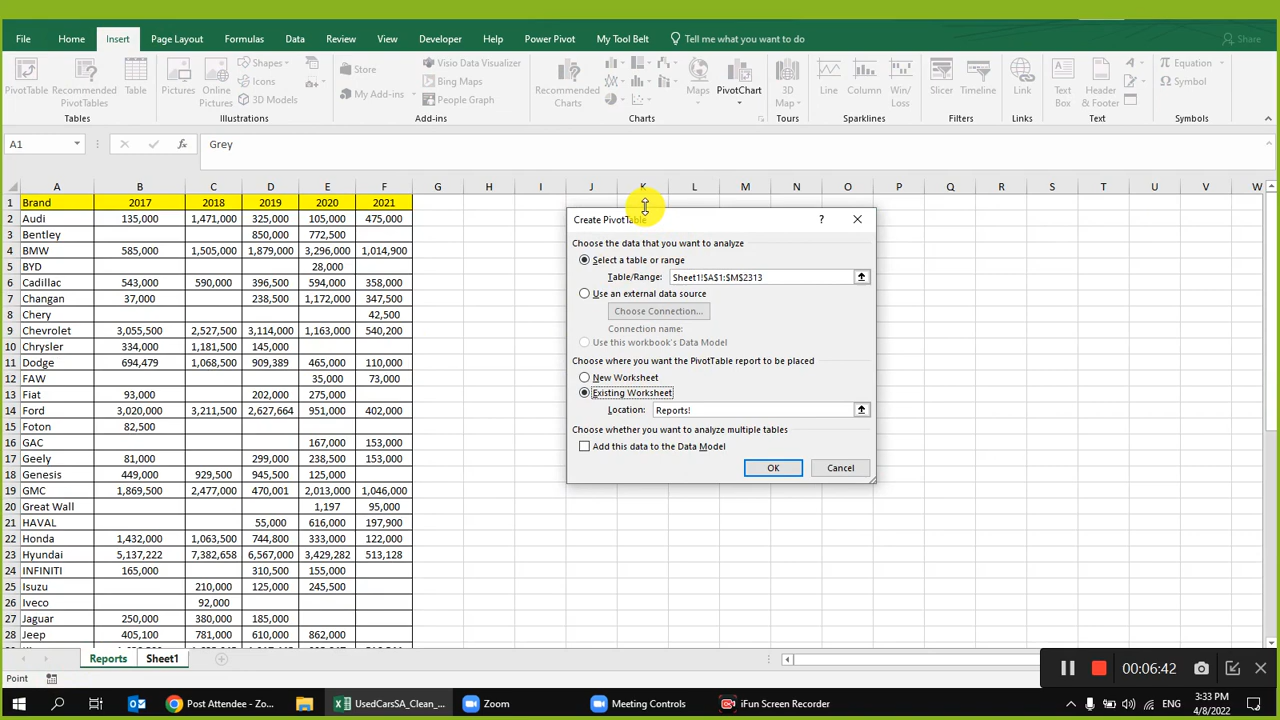 File Home Insert Page Layout Formulas Data Review View Developer Help Power Pivot My Tool Belt Tell me what you want to do Share
PivotTable Recommended PivotTables Table Pictures Online Pictures Shapes Icons 3D Models Store My Add-ins Visio Data Visualizer Bing Maps People Graph Recommended Charts Maps PivotChart 3D Map Line Column Win/Loss Slicer Timeline Link Text Box Header & Footer Equation Symbol
Tables Illustrations Add-ins Charts Tours Sparklines Filters Links Text Symbols
A1 fx Grey
A B C D E F G H I J K L M N O P Q R S T U V W
1 Brand 2017 2018 2019 2020 2021
2 Audi 135,000 1,471,000 325,000 105,000 475,000
3 Bentley 850,000 772,500
4 BMW 585,000 1,505,000 1,879,000 3,296,000 1,014,900
5 BYD 28,000
6 Cadillac 543,000 590,000 396,500 594,000 358,000
7 Changan 37,000 238,500 1,172,000 347,500
8 Chery 42,500
9 Chevrolet 3,055,500 2,527,500 3,114,000 1,163,000 540,200
10 Chrysler 334,000 1,181,500 145,000
11 Dodge 694,479 1,068,500 909,389 465,000 110,000
12 FAW 35,000 73,000
13 Fiat 93,000 202,000 275,000
14 Ford 3,020,000 3,211,500 2,627,664 951,000 402,000
15 Foton 82,500
16 GAC 167,000 153,000
17 Geely 81,000 299,000 238,500 153,000
18 Genesis 449,000 929,500 945,500 125,000
19 GMC 1,869,500 2,477,000 470,001 2,013,000 1,046,000
20 Great Wall 1,197 95,000
21 HAVAL 55,000 616,000 197,900
22 Honda 1,432,000 1,063,500 744,800 333,000 122,000
23 Hyundai 5,137,222 7,382,658 6,567,000 3,429,282 513,128
24 INFINITI 165,000 310,500 155,000
25 Isuzu 210,000 125,000 245,500
26 Iveco 92,000
27 Jaguar 250,000 380,000 185,000
28 Jeep 405,100 781,000 610,000 862,000
Create PivotTable ?
Choose the data that you want to analyze
Select a table or range
Table/Range: Sheet1!$A$1:$M$2313
Use an external data source
Choose Connection...
Connection name:
Use this workbook's Data Model
Choose where you want the PivotTable report to be placed
New Worksheet
Existing Worksheet
Location: Reports!
Choose whether you want to analyze multiple tables
Add this data to the Data Model
OK Cancel
Reports Sheet1
Point
00:06:42
Post Attendee - Zo... UsedCarsSA_Clean_... Zoom Meeting Controls iFun Screen Recorder
3:33 PM
4/8/2022